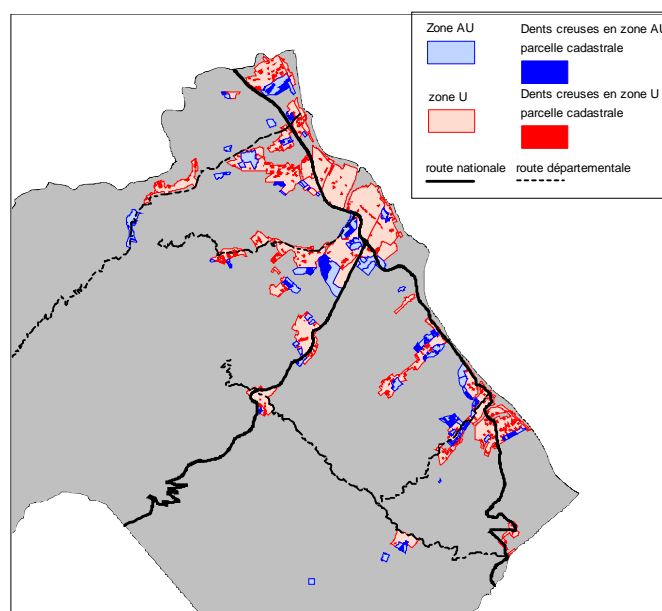 Zone AU
Dents creuses en zone AU
parcelle cadastrale
zone U
Dents creuses en zone U
parcelle cadastrale
route nationale
route départementale